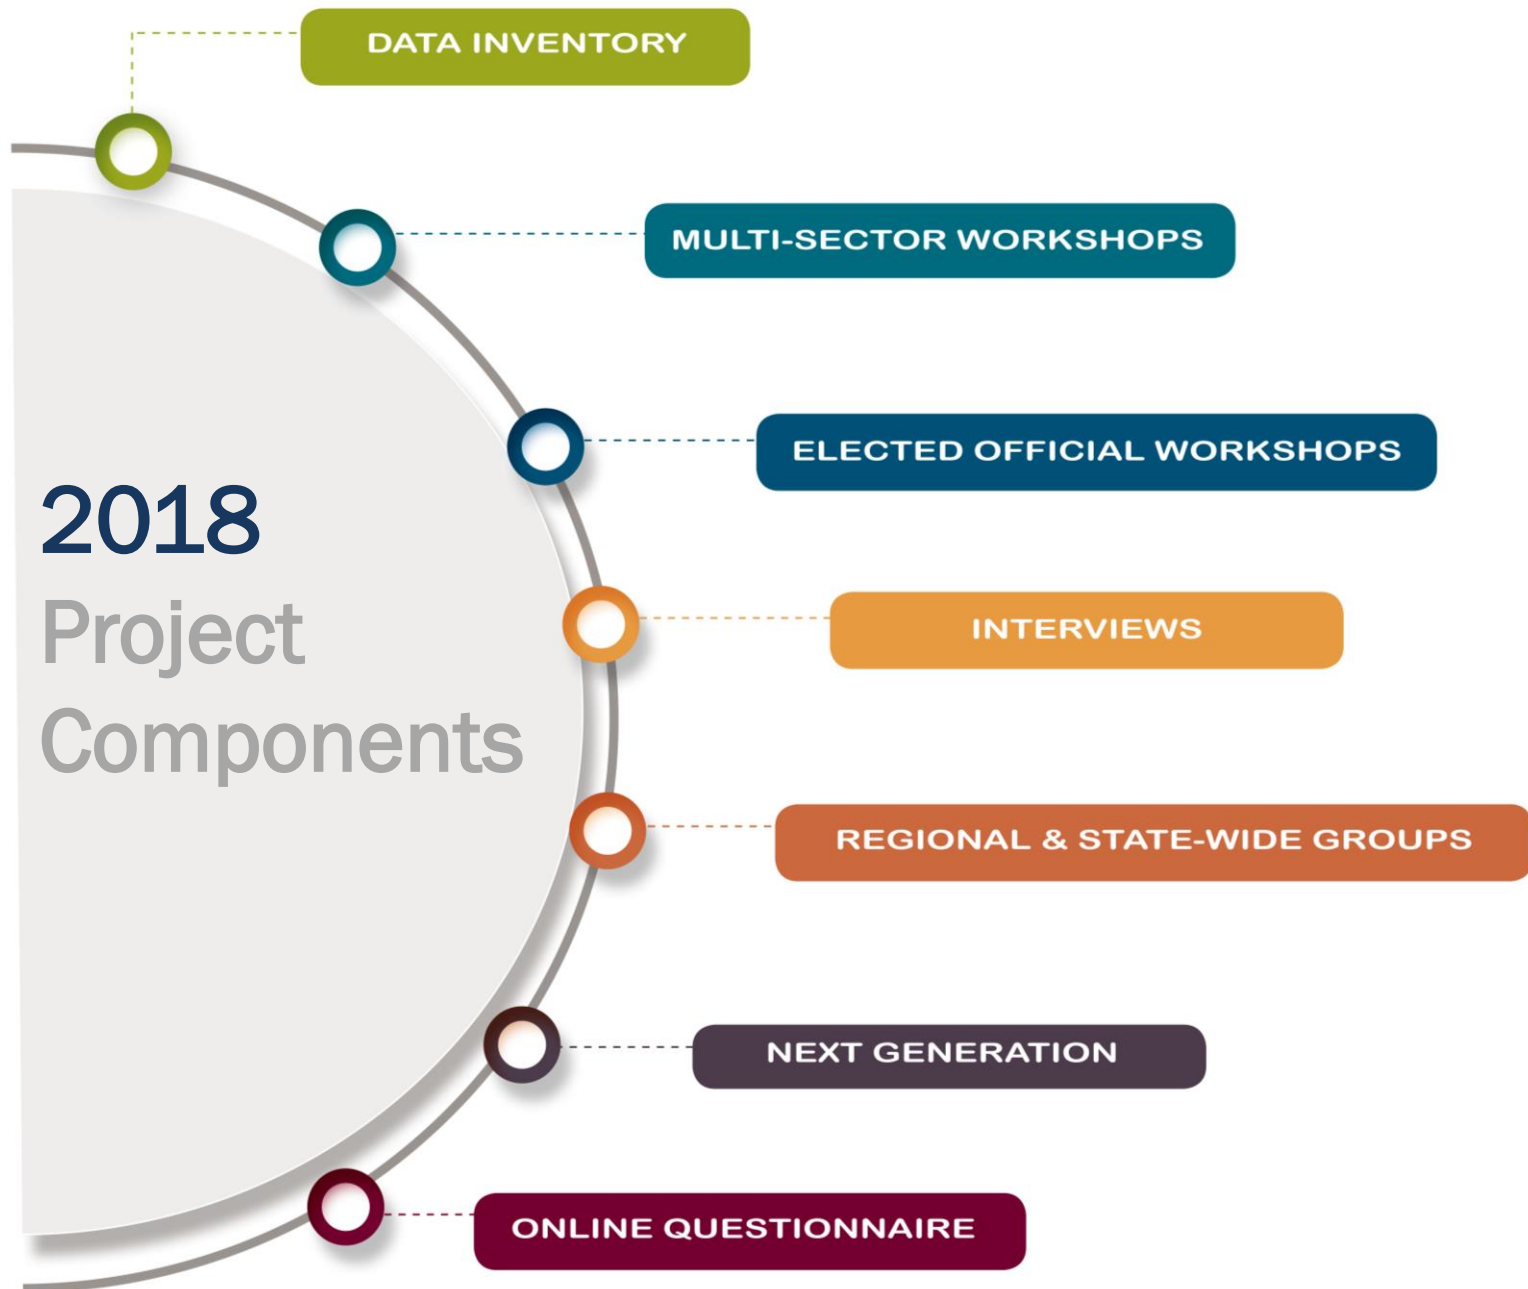 DATA INVENTORY
MULTI-SECTOR WORKSHOPS
ELECTED OFFICIAL WORKSHOPS
2018
Project
Components
INTERVIEWS
REGIONAL & STATE-WIDE GROUPS
NEXT GENERATION
ONLINE QUESTIONNAIRE